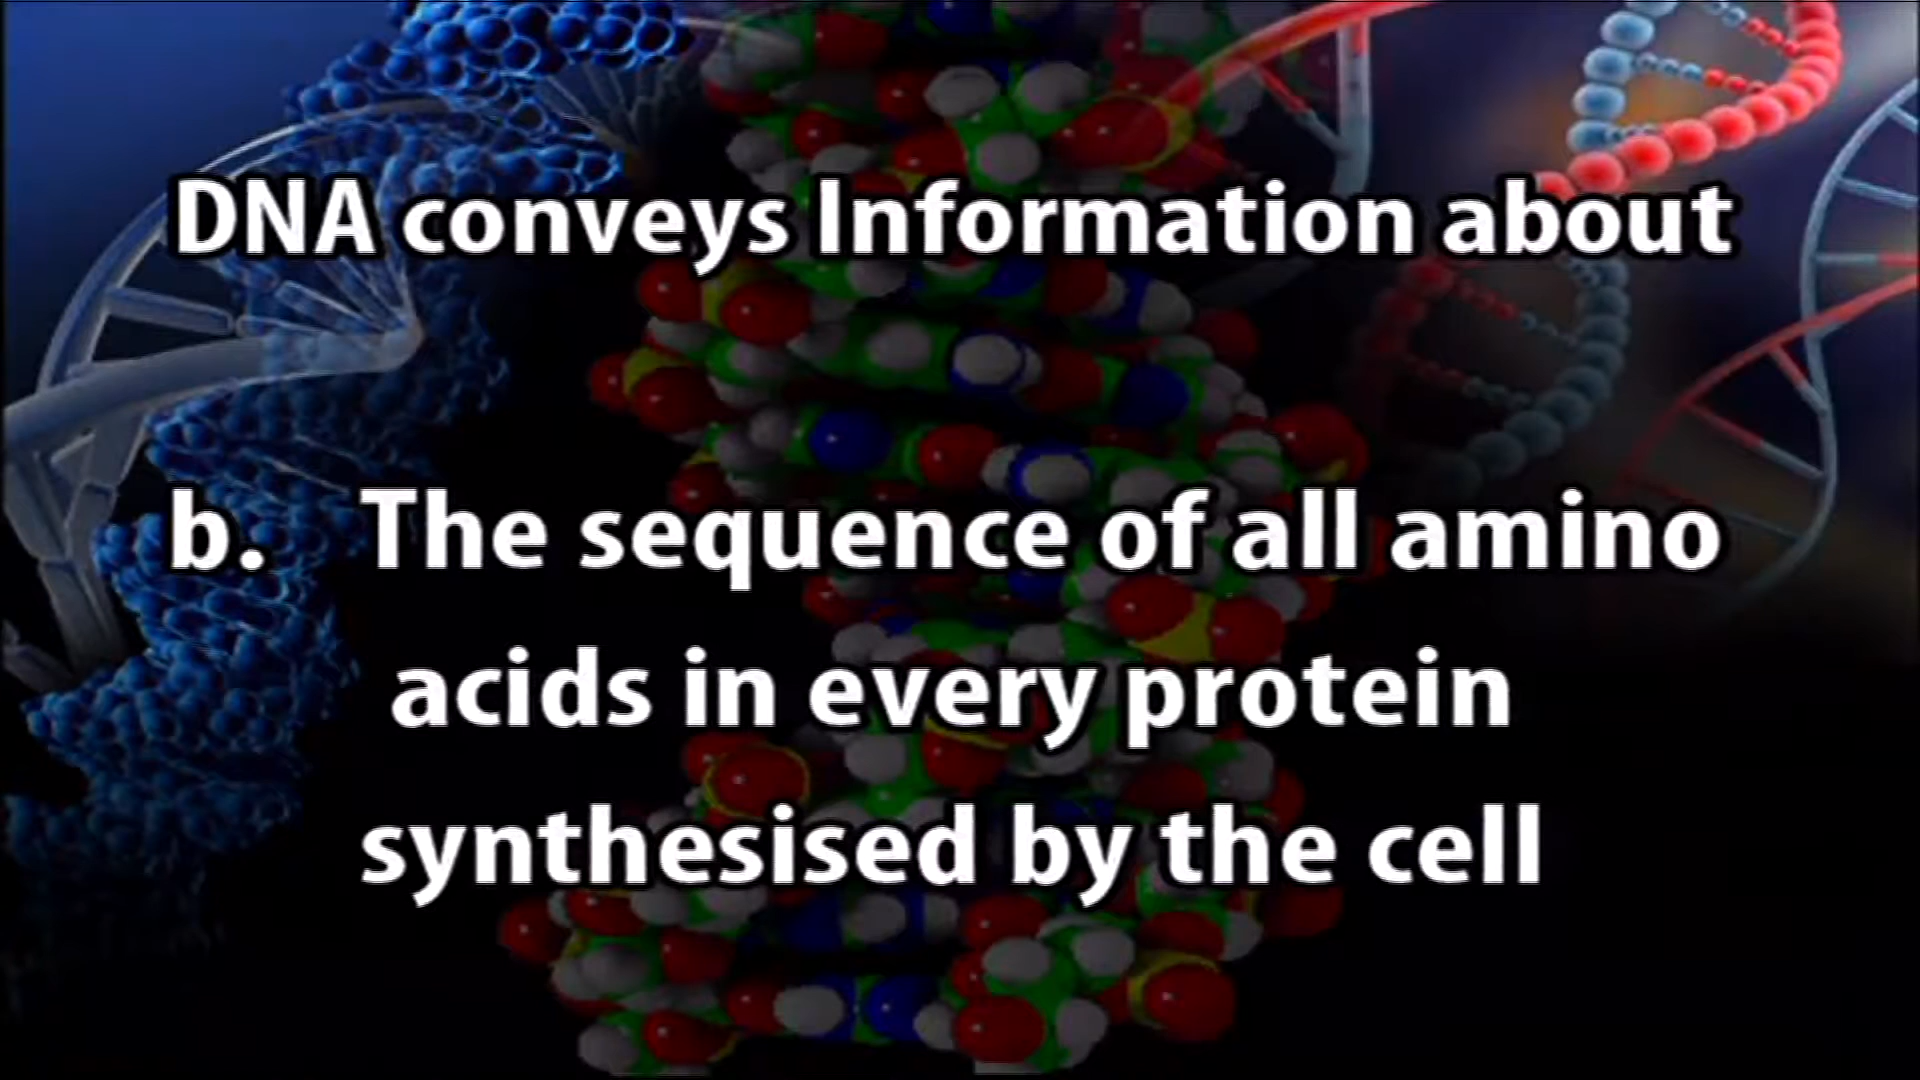 DNA conveys Information about
b. The sequence of all amino
acids in every protein
synthesised by the cell